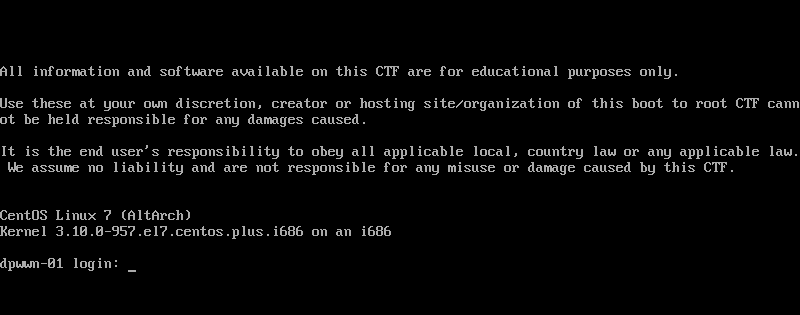 All information and software available on this CTF are for educational purposes only.
Use these at your own discretion, creator or hosting site/organization of this boot to root CTF cann
ot be held responsible for any damages caused.
It is the end user's responsibility to obey all applicable local, country law or any applicable law.
We assume no liability and are not responsible for any misuse or damage caused by this CTF.
CentOS Linux 7 (AltArch)
Kernel 3.10.0-957.el7.centos.plus.i686 on an i686
dpwwn-01 login: _